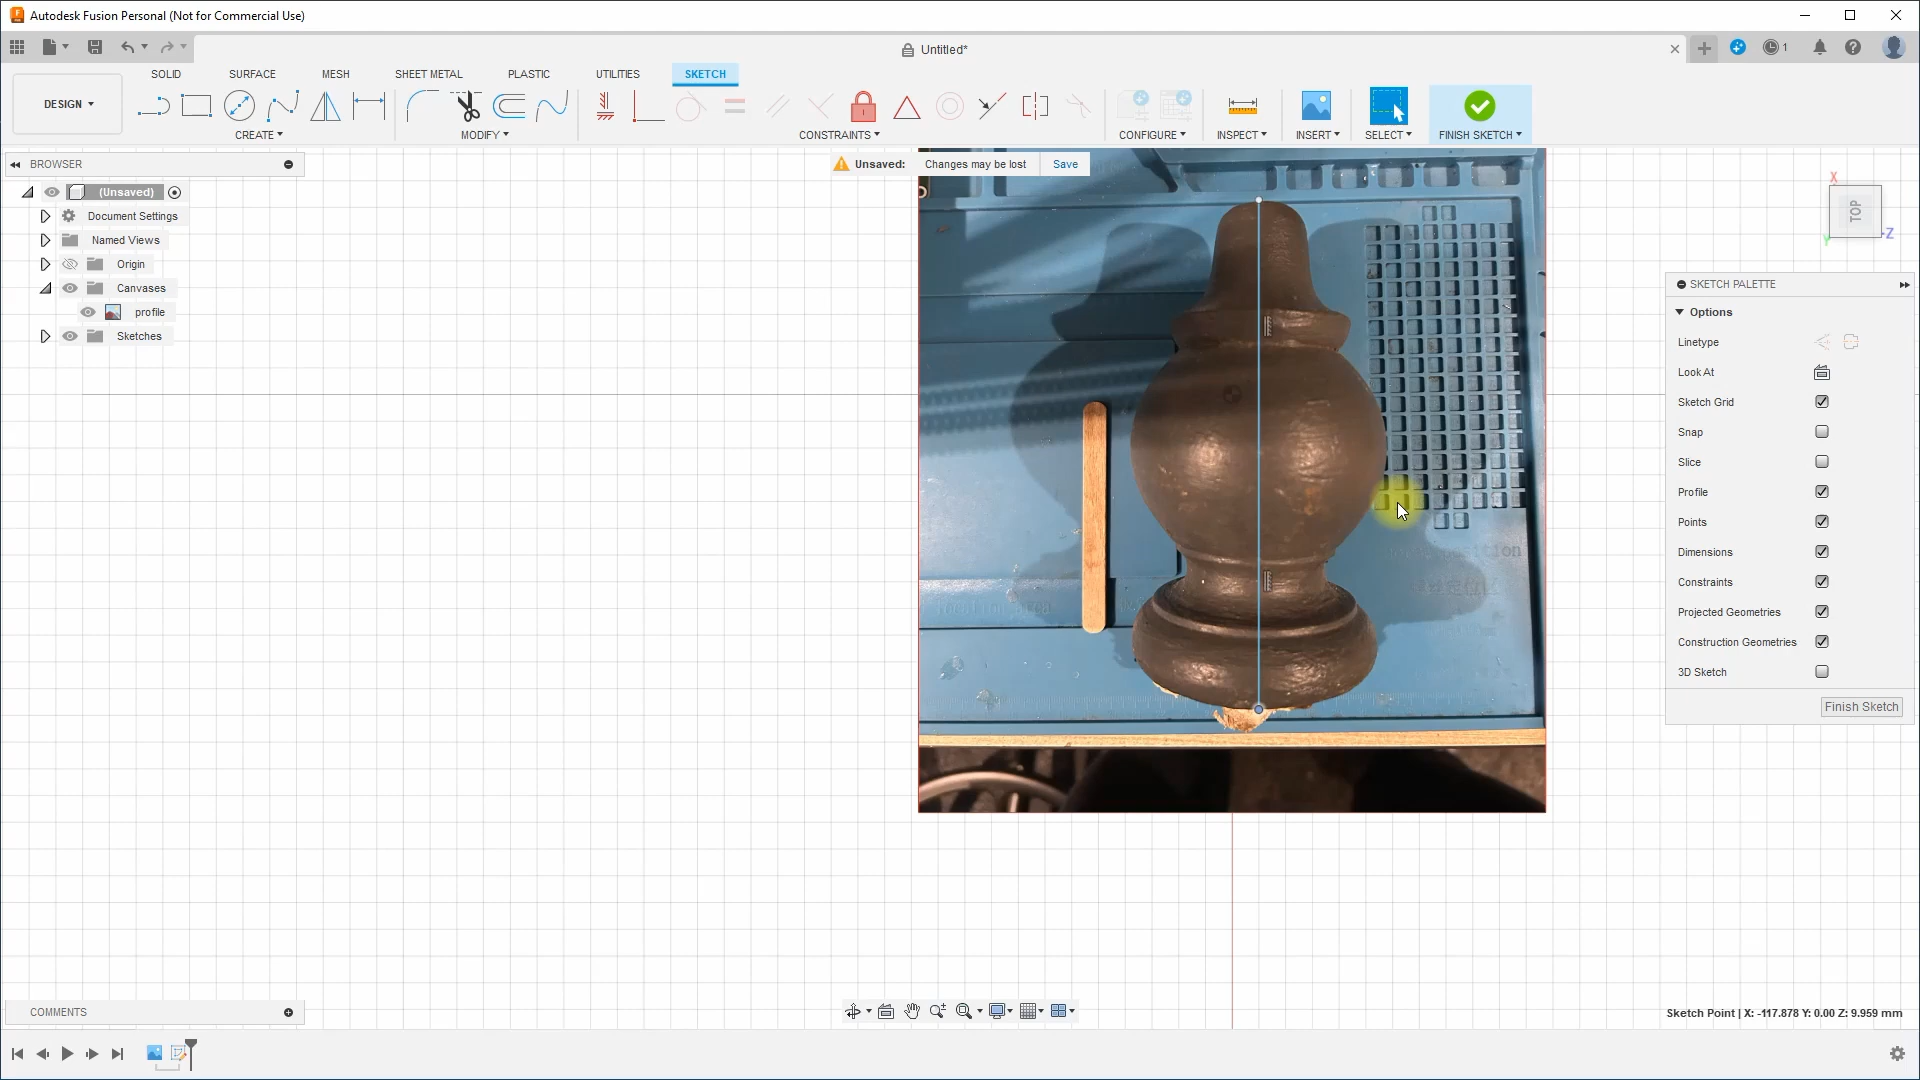 Autodesk Fusion Personal (Not for Commercial Use)
Untitled*
1
SOLID SURFACE MESH SHEET METAL PLASTIC UTILITIES SKETCH
DESIGN
CREATE MODIFY CONSTRAINTS CONFIGURE INSPECT INSERT SELECT FINISH SKETCH
BROWSER
Unsaved: Changes may be lost Save
(Unsaved)
Document Settings
Named Views
Origin
Canvases
profile
Sketches
X
TOP
Y
-Z
SKETCH PALETTE
Options
Linetype
Look At
Sketch Grid
Snap
Slice
Profile
Points
Dimensions
Constraints
Projected Geometries
Construction Geometries
3D Sketch
Finish Sketch
COMMENTS
Sketch Point | X: -117.878 Y: 0.00 Z: 9.959 mm